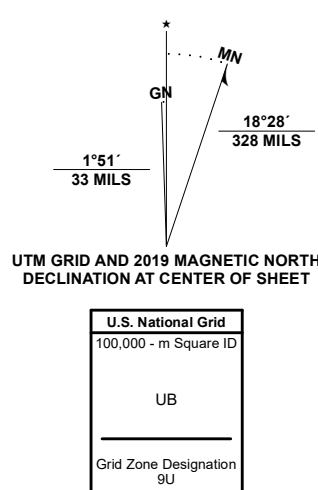 MN
GN
18°28´
328 MILS
1°51´
33 MILS
UTM GRID AND 2019 MAGNETIC NORTH
DECLINATION AT CENTER OF SHEET
U.S. National Grid
100,000 - m Square ID
UB
Grid Zone Designation
9U